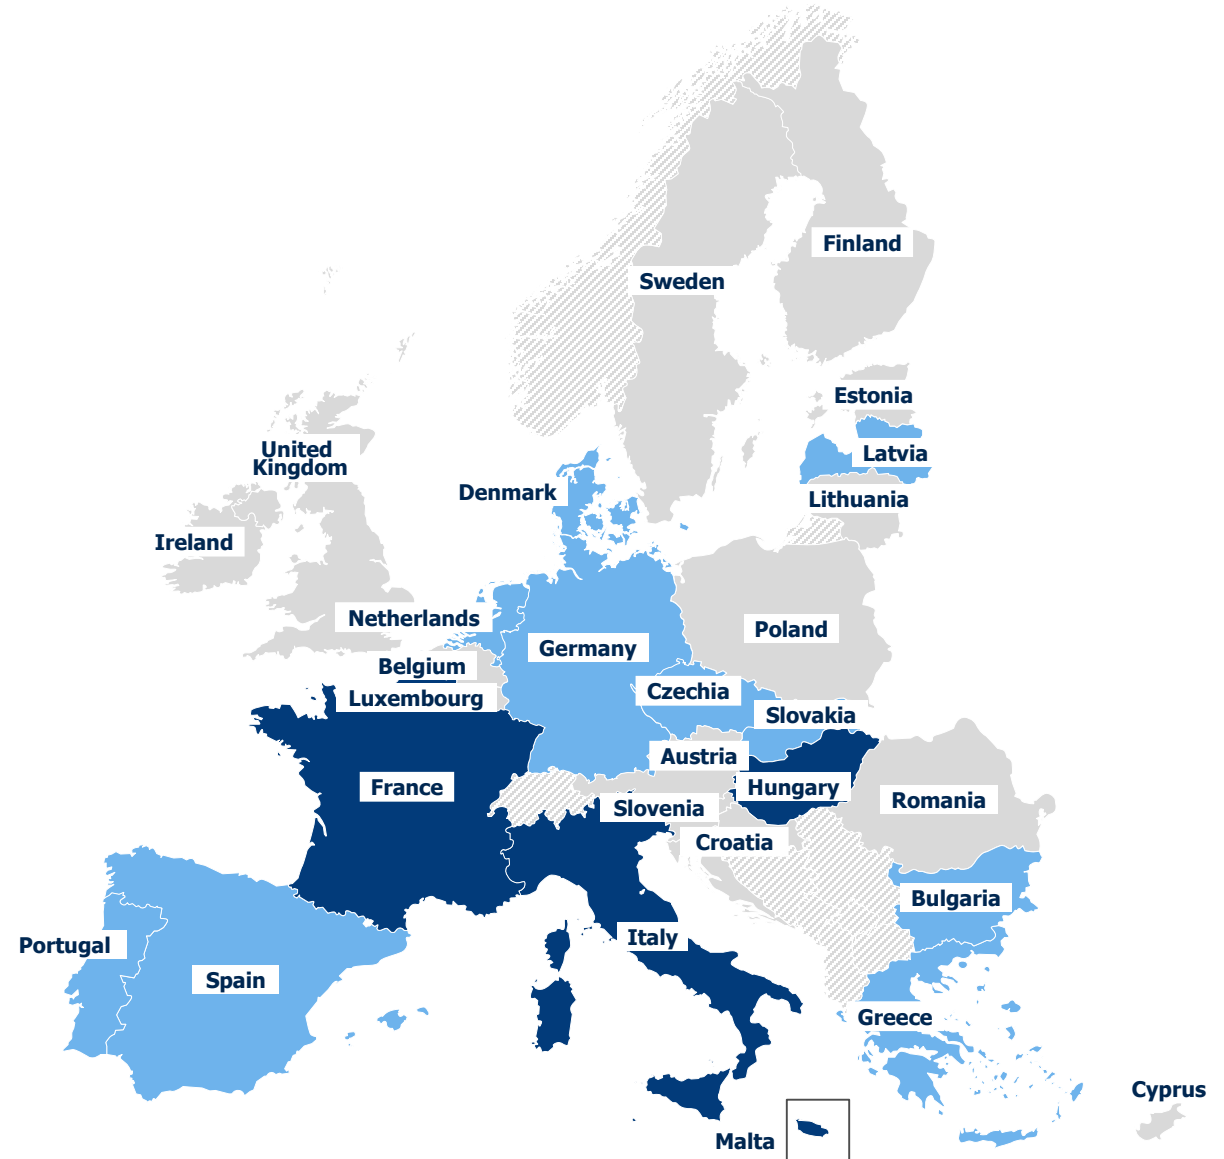 Finland
Sweden
Estonia
United
Kingdom
Latvia
Denmark
Lithuania
Ireland
Netherlands
Poland
Germany
Belgium
Czechia
Luxembourg
Slovakia
Austria
France
Hungary
Romania
Slovenia
Croatia
Bulgaria
Italy
Portugal
Spain
Greece
Cyprus
Malta